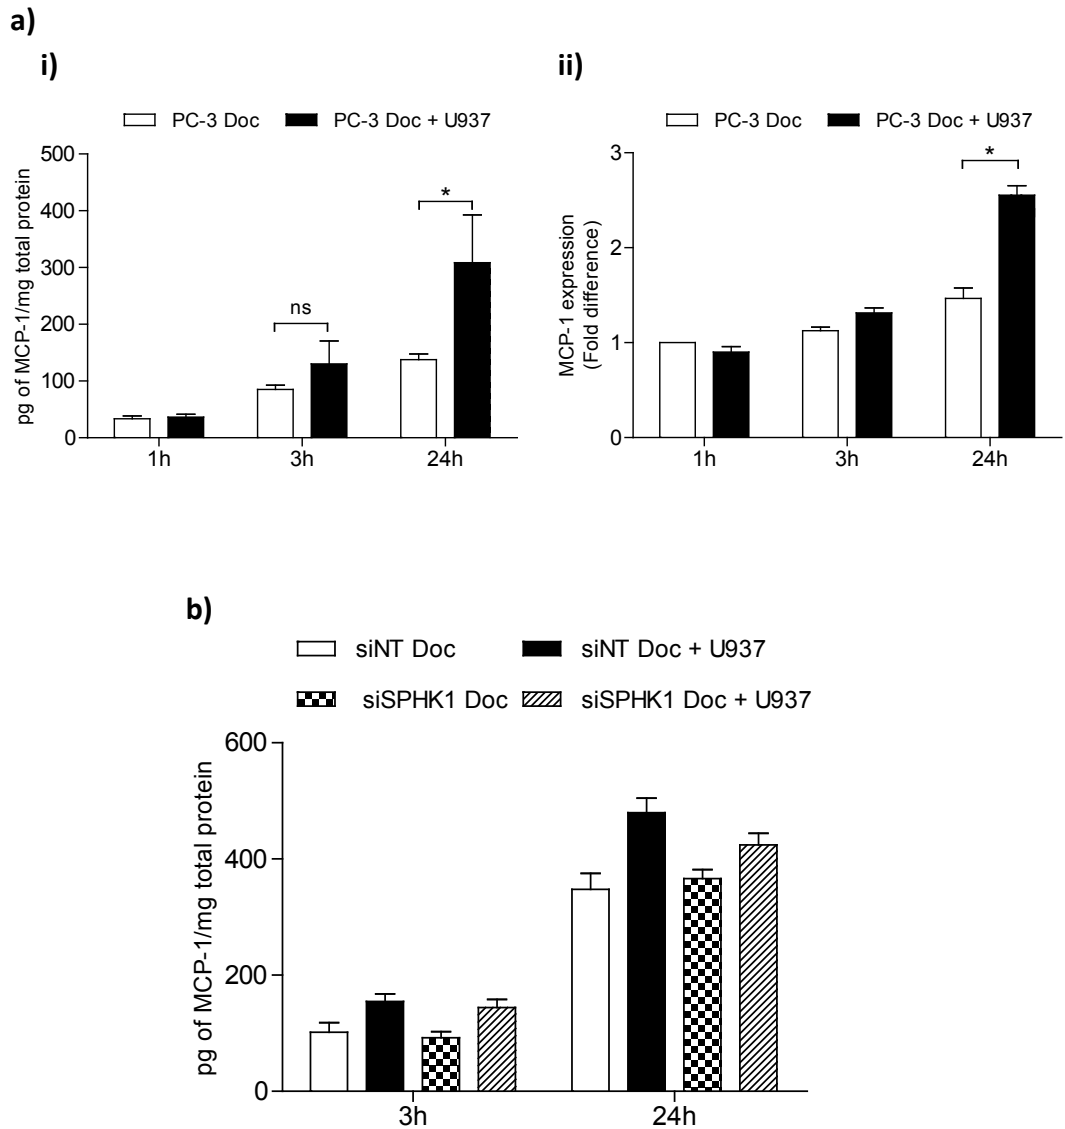 a)
i)
PC-3 Doc PC-3 Doc + U937
pg of MCP-1/mg total protein
500
400
300
200
100
0
ns
*
1h 3h 24h
ii)
PC-3 Doc PC-3 Doc + U937
MCP-1 expression
(Fold difference)
3
2
1
0
*
1h 3h 24h
b)
siNT Doc siNT Doc + U937
siSPHK1 Doc siSPHK1 Doc + U937
pg of MCP-1/mg total protein
600
400
200
0
3h 24h